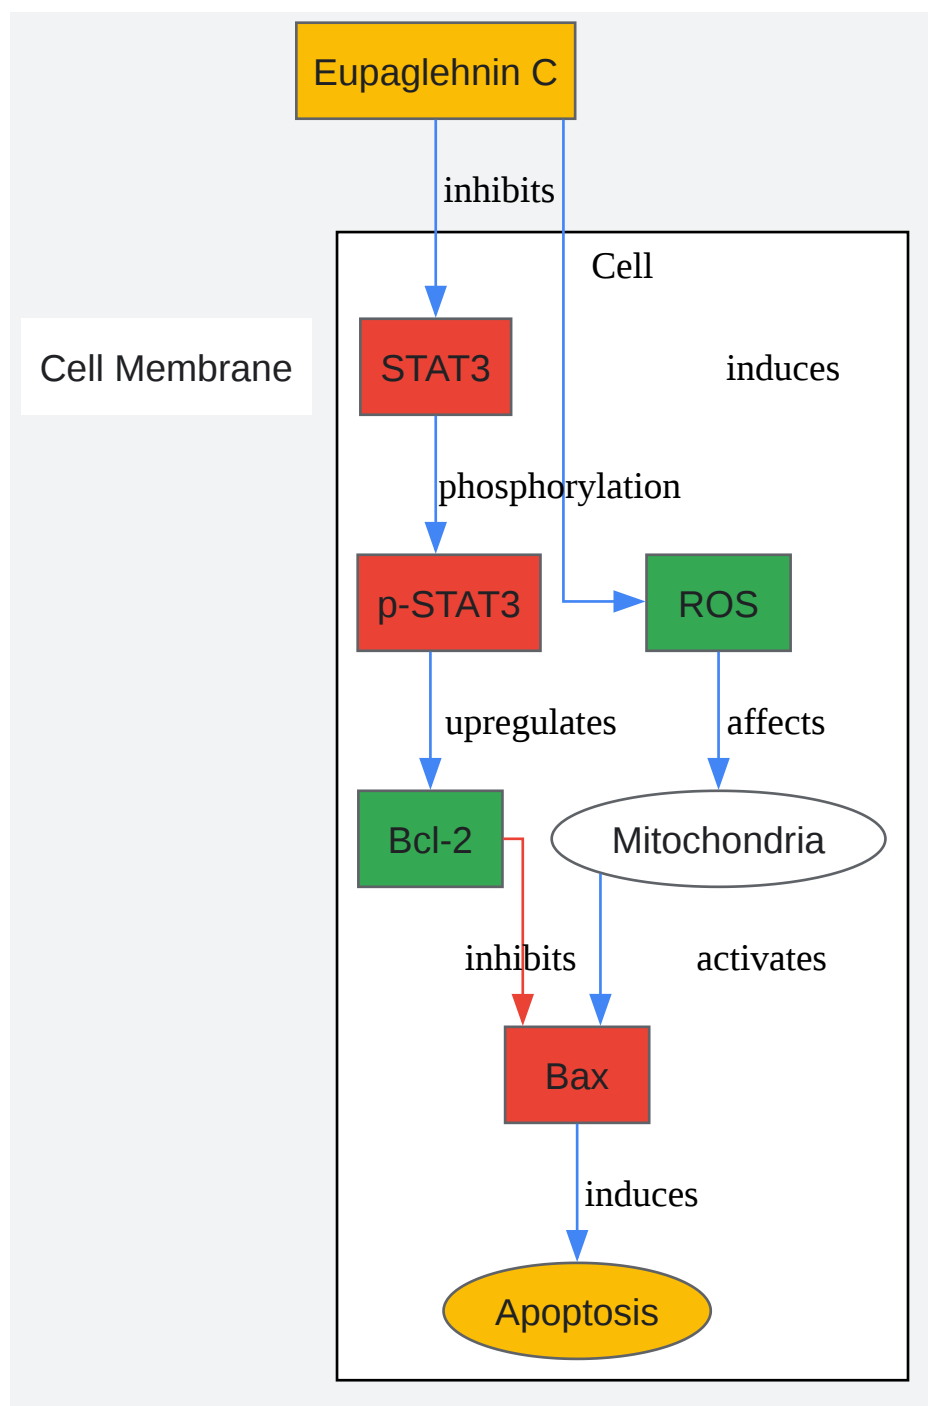 Eupaglehnin C
inhibits
Cell
Cell Membrane
STAT3
induces
phosphorylation
p-STAT3
ROS
upregulates
affects
Bcl-2
Mitochondria
inhibits
activates
Bax
induces
Apoptosis